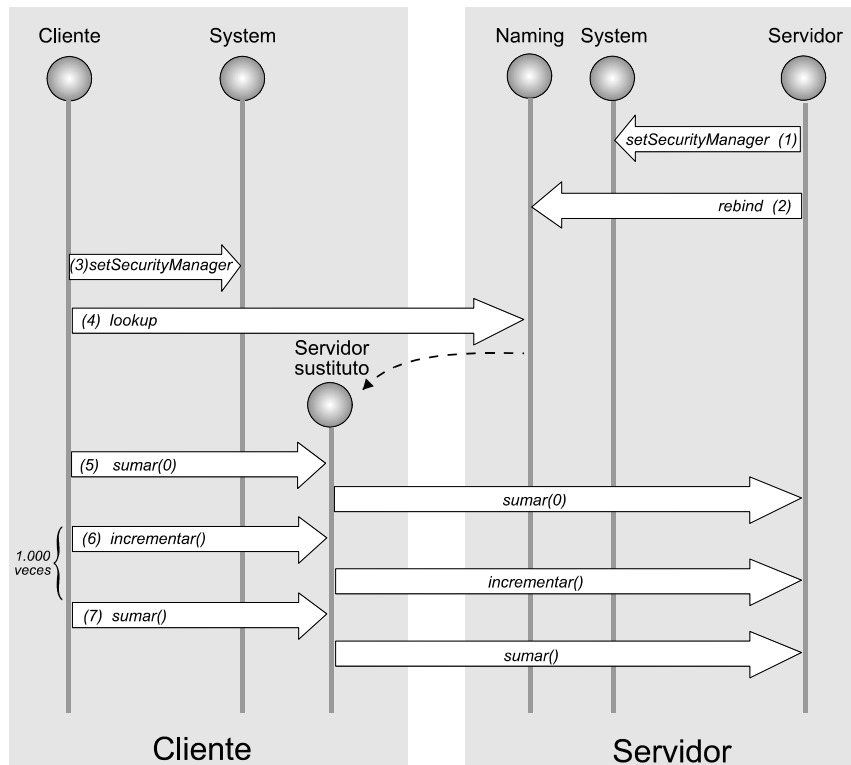 Cliente
System
Naming
System
Servidor
setSecurityManager (1)
rebind (2)
(3)setSecurityManager
(4) lookup
Servidor
sustituto
(5) sumar(0)
sumar(0)
(6) incrementar()
1.000
veces
incrementar()
(7) sumar()
sumar()
Cliente
Servidor